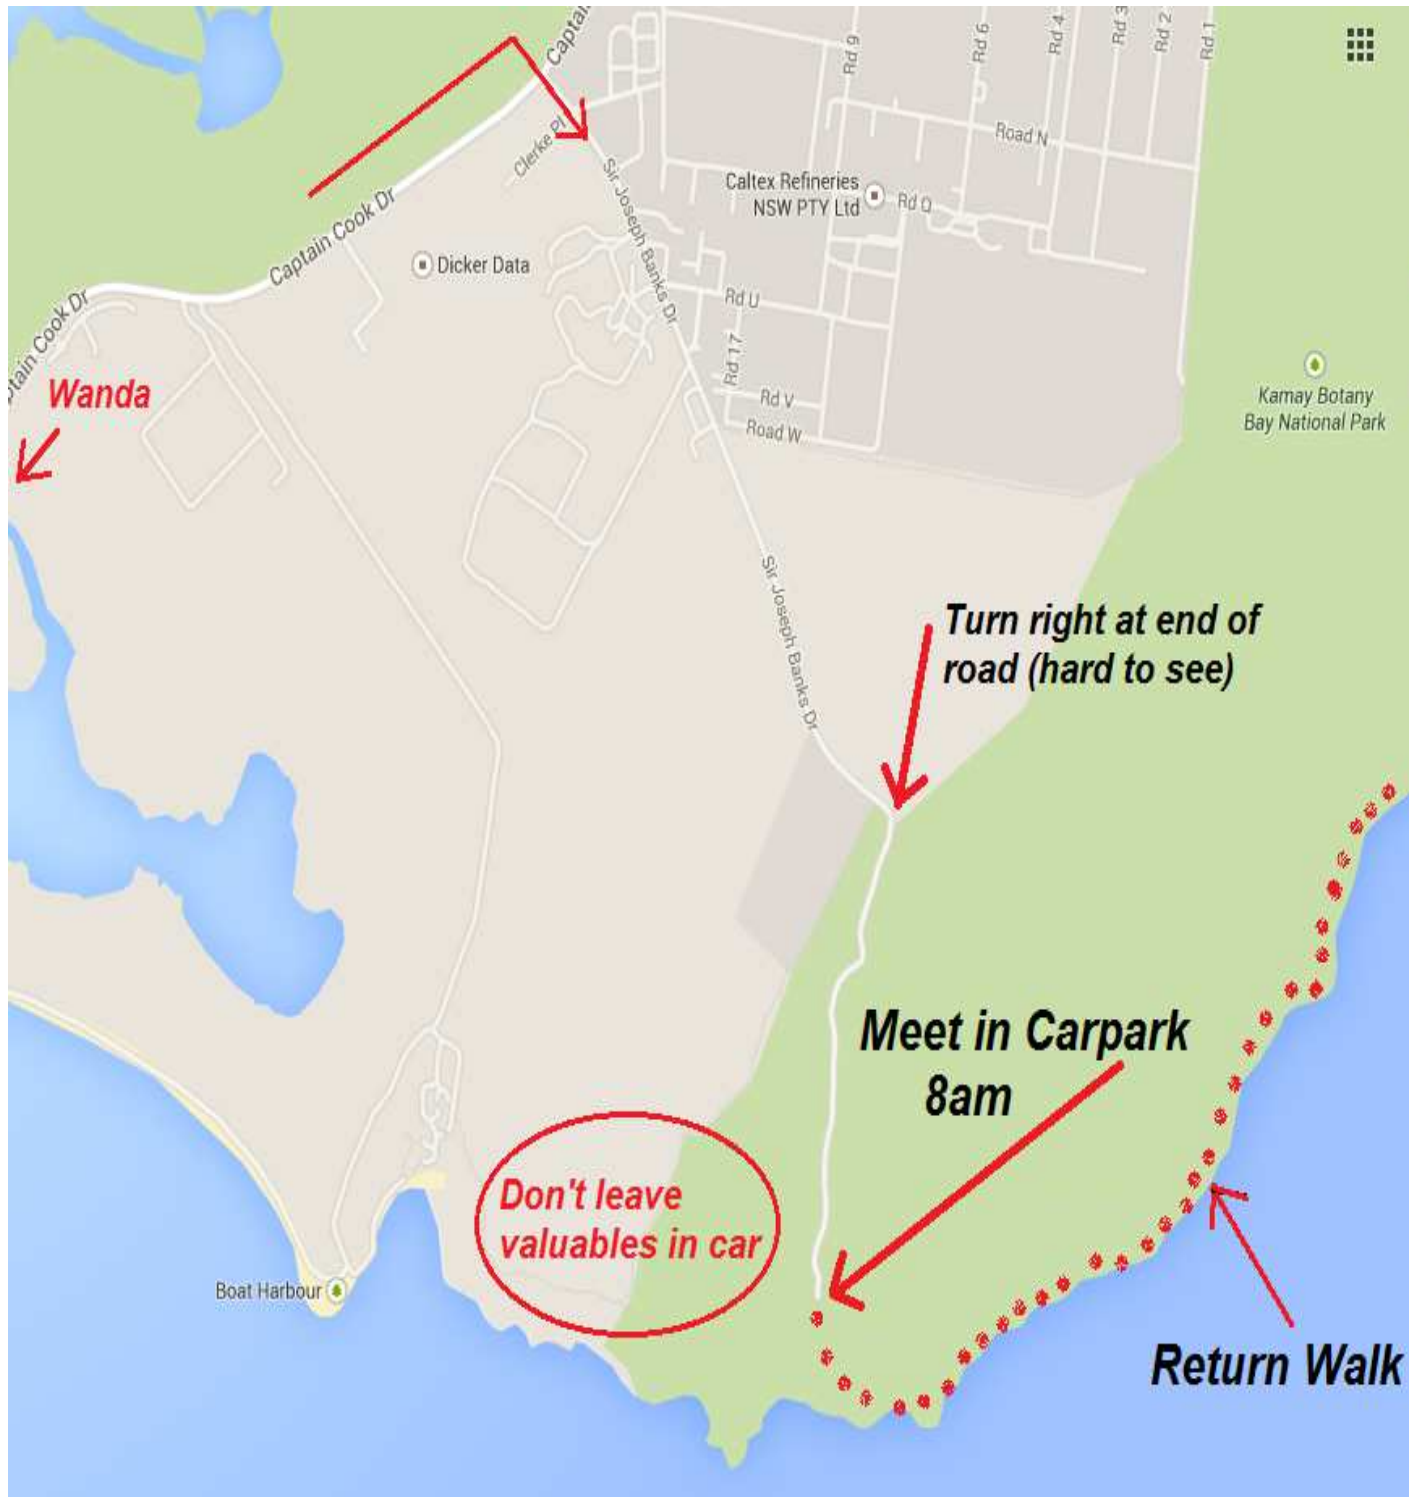 Captain
Rd 9
Rd 6
Rd 4
Rd 3
Rd 2
Rd 1
Clerke Pl
Road N
Sir Joseph Banks Dr
Caltex Refineries
NSW PTY Ltd
Rd Q
Captain Cook Dr
Dicker Data
Rd U
ptain Cook Dr
Rd 17
Wanda
Rd V
Road W
Kamay Botany
Bay National Park
Sir Joseph Banks Dr
Turn right at end of
road (hard to see)
Meet in Carpark
8am
Don't leave
valuables in car
Boat Harbour
Return Walk